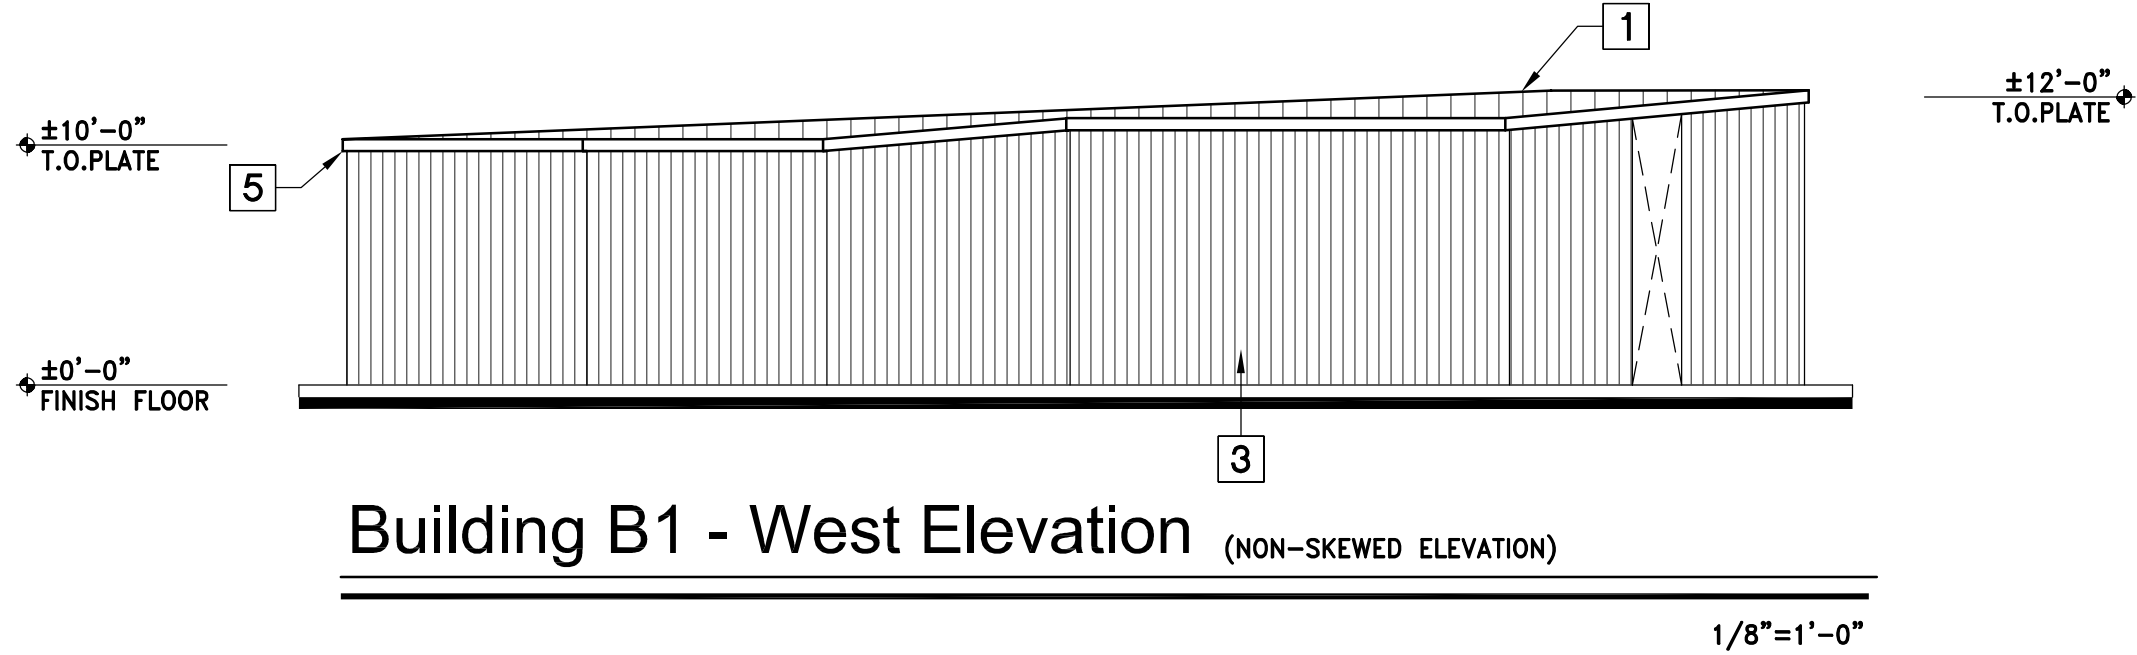 1
±12'-0"
T.O.PLATE
±10'-0"
T.O.PLATE
5
±0'-0"
FINISH FLOOR
3
Building B1 - West Elevation (NON-SKEWED ELEVATION)
1/8"=1'-0"